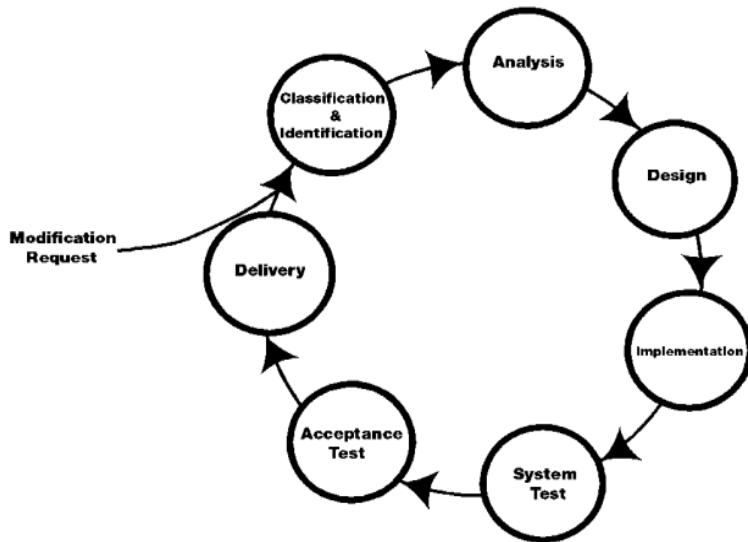 Analysis
Classification
&
Identification
Design
Modification
Request
Delivery
Implementation
Acceptance
Test
System
Test